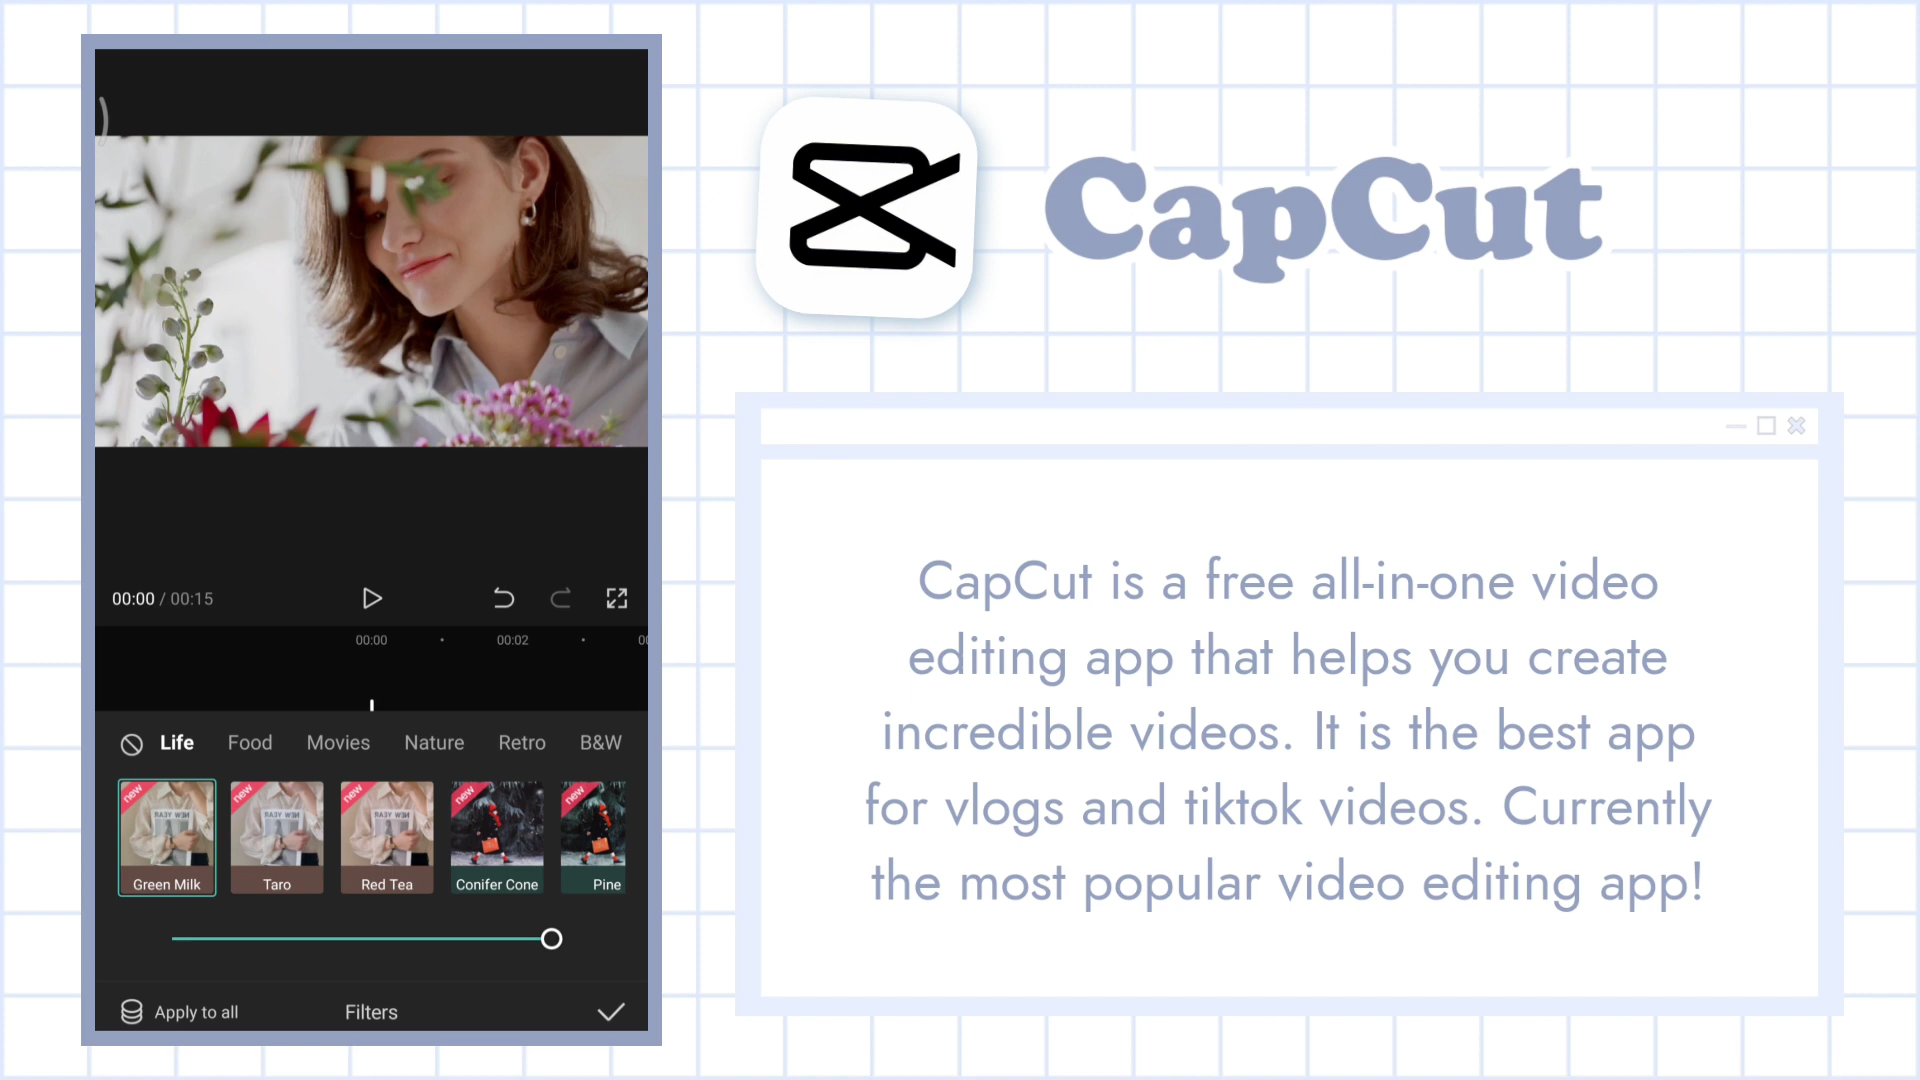 CapCut
00:00 / 00:15
00:00
00:02
Life Food Movies Nature Retro B&W
new new new new new
Green Milk Taro Red Tea Conifer Cone Pine
Apply to all Filters
CapCut is a free all-in-one video
editing app that helps you create
incredible videos. It is the best app
for vlogs and tiktok videos. Currently
the most popular video editing app!